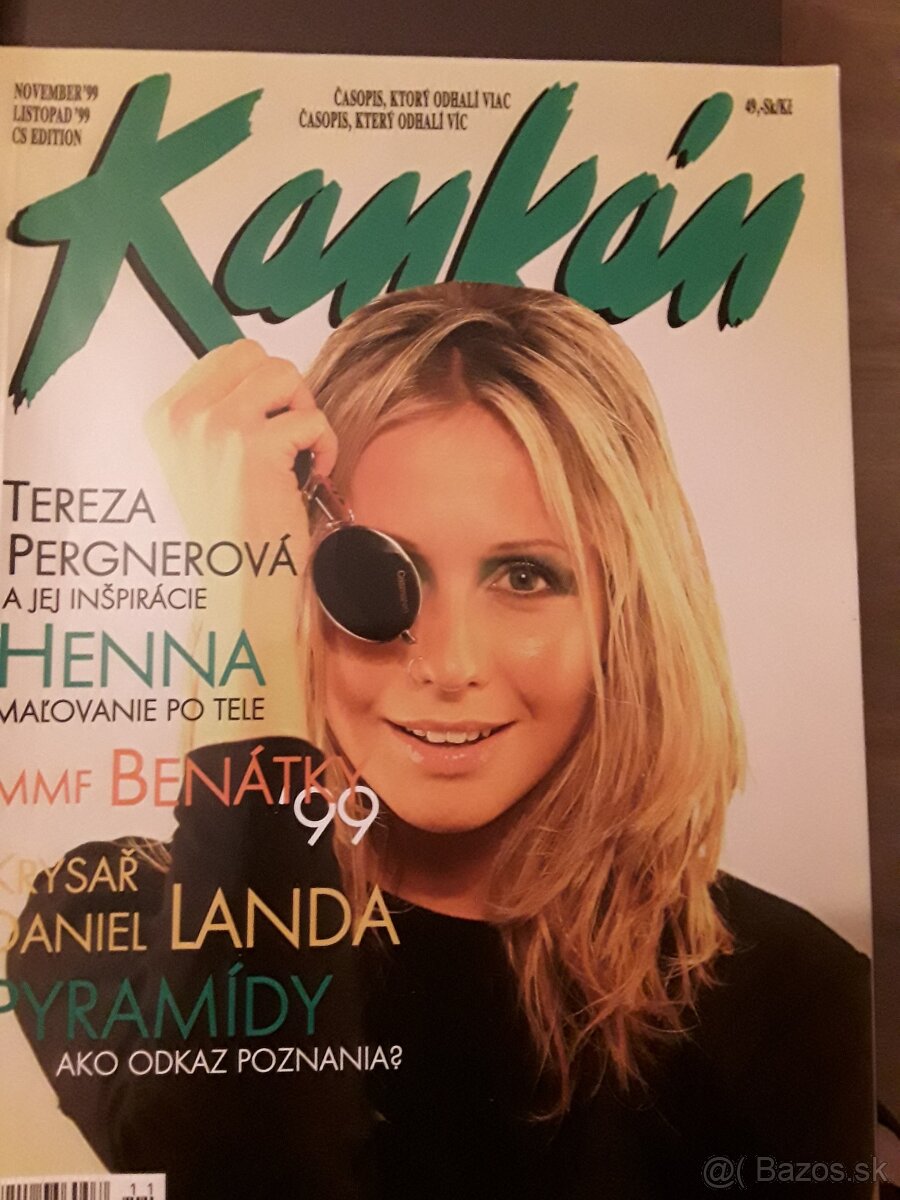 NOVEMBER '99
LISTOPAD '99
CS EDITION
ČASOPIS, KTORÝ ODHALÍ VIAC
ČASOPIS, KTERÝ ODHALÍ VÍC
49,-Sk/Kč
Kankán
TEREZA
PERGNEROVÁ
A JEJ INŠPIRÁCIE
HENNA
MAĽOVANIE PO TELE
MMF BENÁTKY
'99
KRYSAŘ
DANIEL LANDA
PYRAMÍDY
AKO ODKAZ POZNANIA?
11
@( Bazos.sk